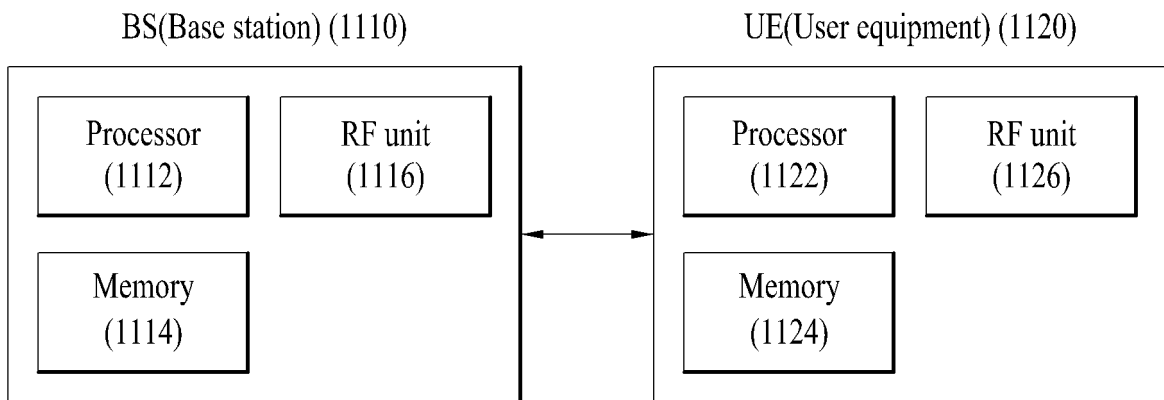 BS(Base station) (1110)
Processor
(1112)
RF unit
(1116)
Memory
(1114)
UE(User equipment) (1120)
Processor
(1122)
RF unit
(1126)
Memory
(1124)